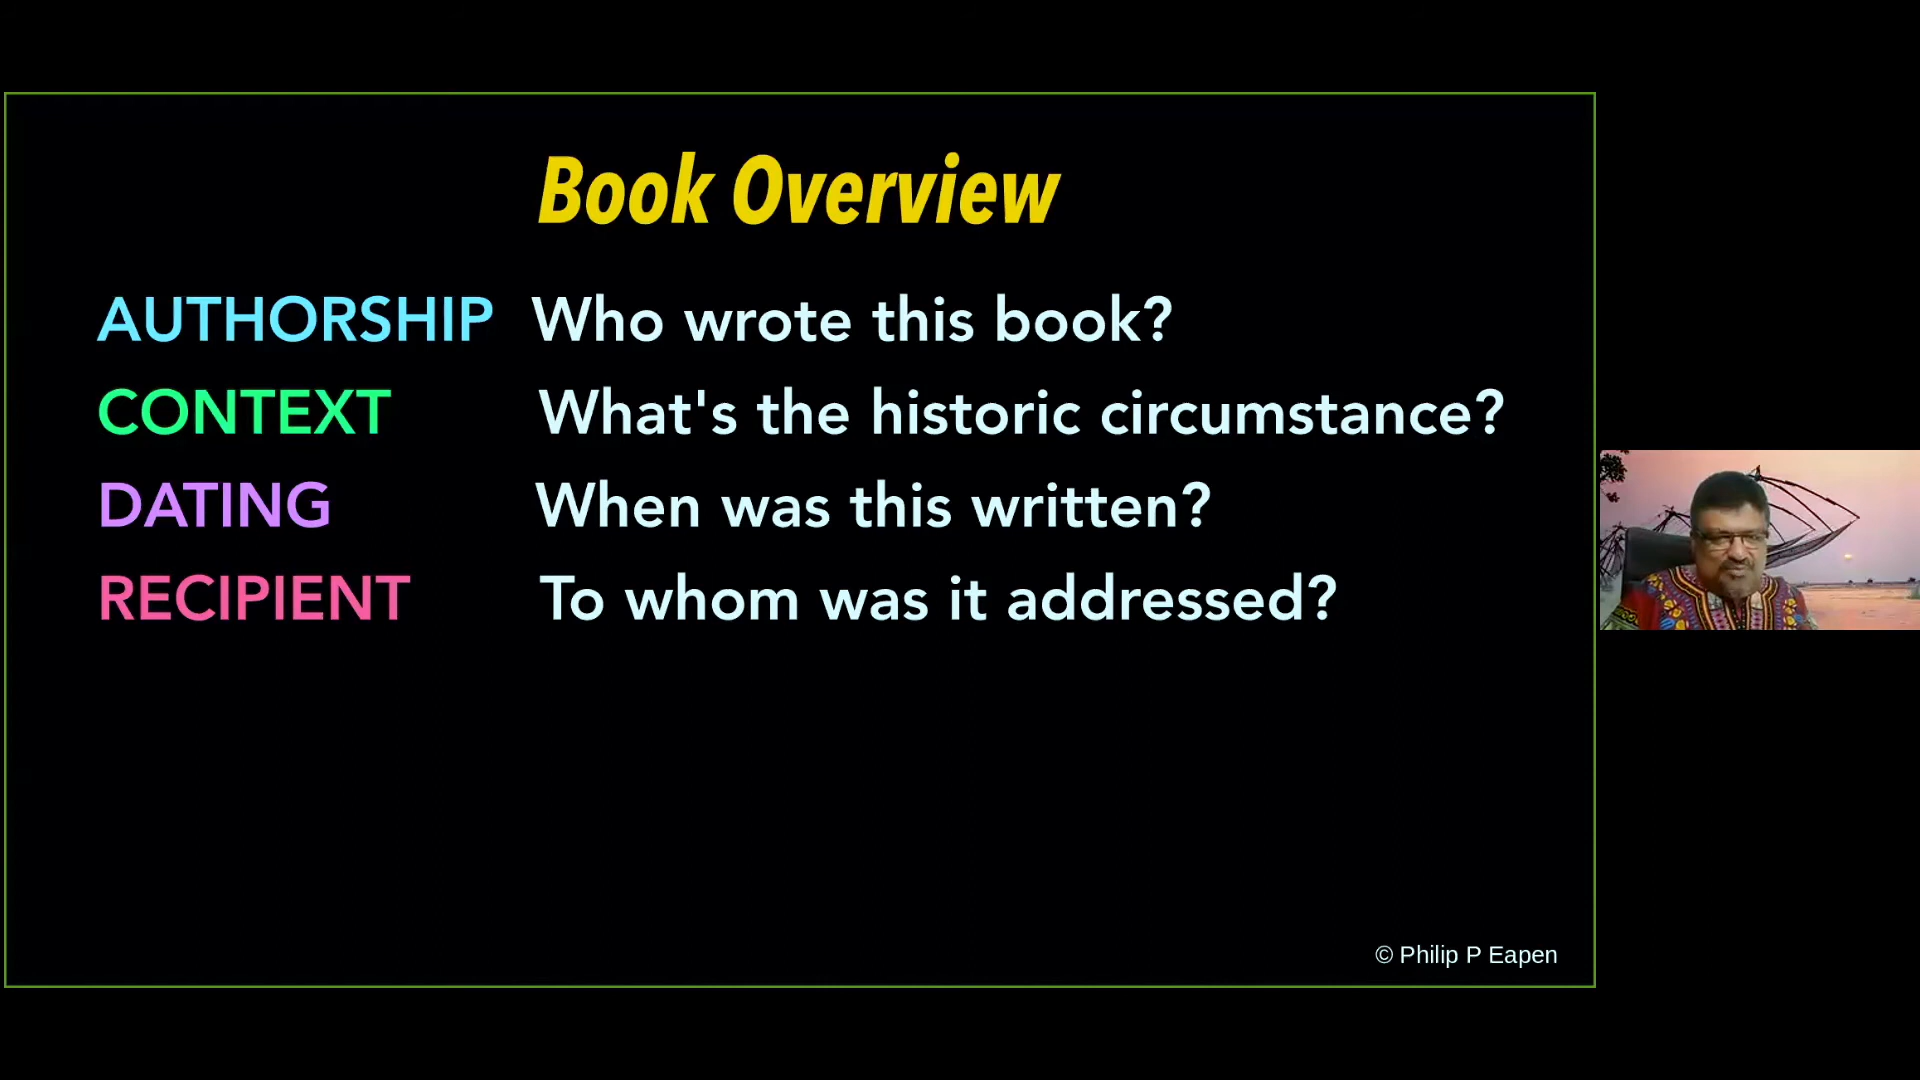 Book Overview
AUTHORSHIP Who wrote this book?
CONTEXT What's the historic circumstance?
DATING When was this written?
RECIPIENT To whom was it addressed?
© Philip P Eapen